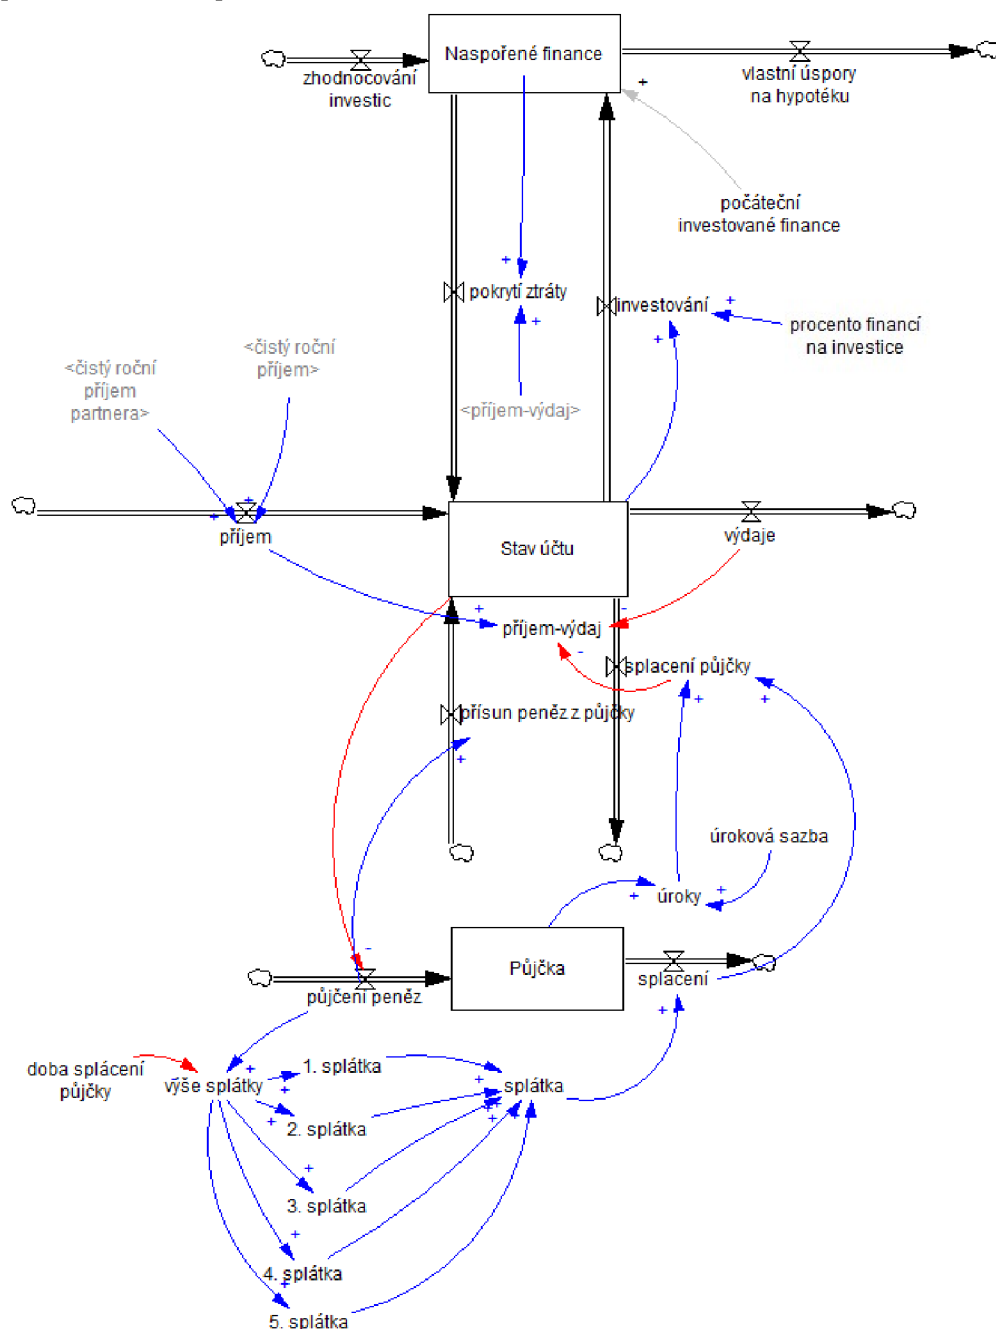 Naspořené finance
zhodnocování
investic
vlastní úspory
na hypotéku
+
počáteční
investované finance
+
pokrytí ztráty
+
investování
+
+
procento financí
na investice
<čistý roční
příjem
partnera>
<čistý roční
příjem>
<příjem-výdaj>
+
+
příjem
Stav účtu
výdaje
+
-
příjem-výdaj
-
splacení půjčky
+
+
přísun peněz z půjčky
+
úroková sazba
+
úroky
+
-
Půjčka
půjčení peněz
splacení
+
doba splácení
půjčky
výše splátky
+
+
1. splátka
+
splátka
+
2. splátka
+
+
+
+
3. splátka
+
4. splátka
+
5. splátka